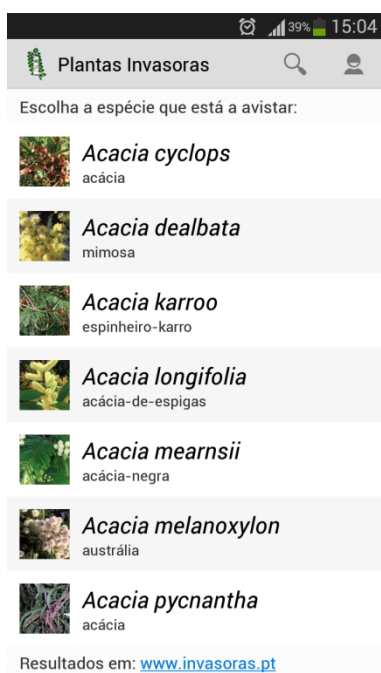 39% 15:04
Plantas Invasoras
Escolha a espécie que está a avistar:
Acacia cyclops
acácia
Acacia dealbata
mimosa
Acacia karroo
espinheiro-karro
Acacia longifolia
acácia-de-espigas
Acacia mearnsii
acácia-negra
Acacia melanoxylon
austrália
Acacia pycnantha
acácia
Resultados em: www.invasoras.pt